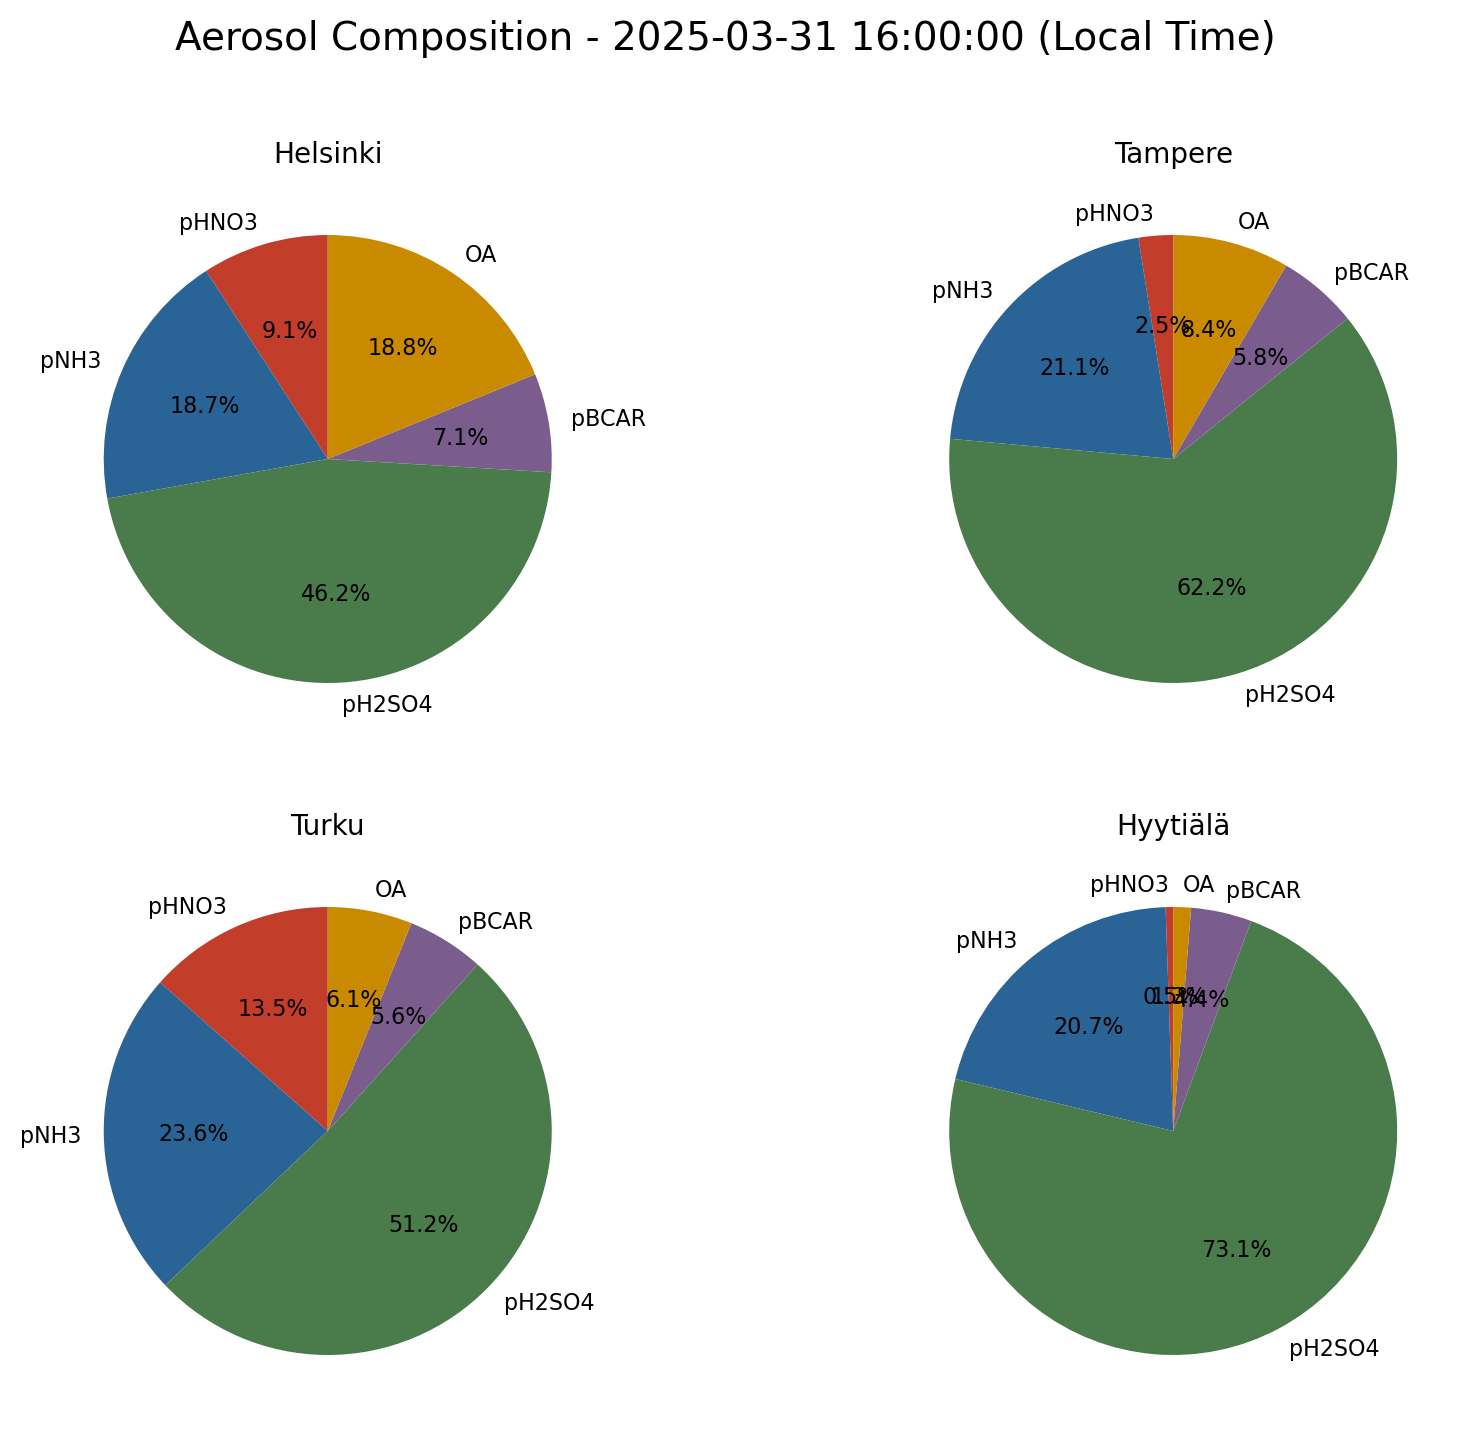 Aerosol Composition - 2025-03-31 16:00:00 (Local Time)
Helsinki
pHNO3
OA
pNH3
pBCAR
pH2SO4
9.1%
18.8%
18.7%
7.1%
46.2%
Tampere
pHNO3
OA
pNH3
pBCAR
pH2SO4
2.5%
8.4%
21.1%
5.8%
62.2%
Turku
pHNO3
OA
pNH3
pBCAR
pH2SO4
13.5%
6.1%
5.6%
23.6%
51.2%
Hyytiälä
pHNO3
OA
pBCAR
pNH3
pH2SO4
20.7%
73.1%